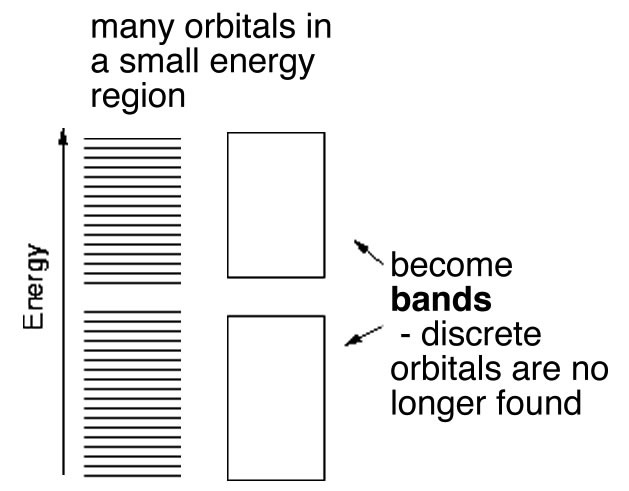 many orbitals in
a small energy
region
Energy
become
bands
- discrete
orbitals are no
longer found